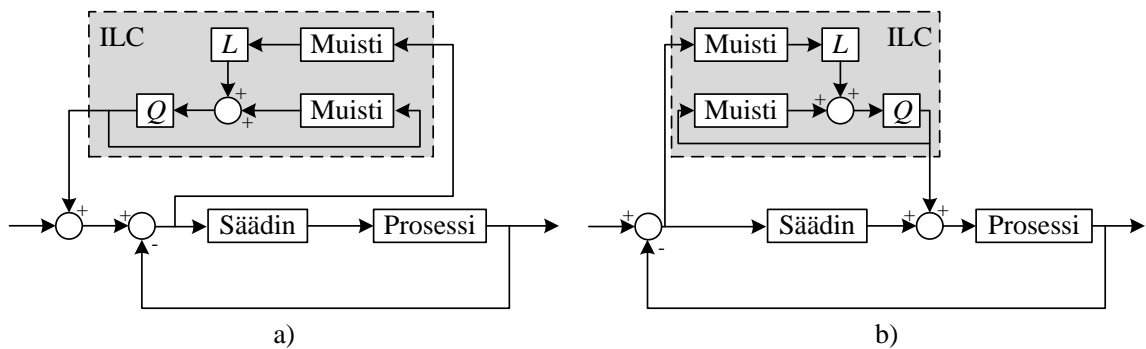 ILC
L
Muisti
+
+
Q
Muisti
+
+
-
Säädin
Prosessi
a)
ILC
Muisti
L
+
+
Muisti
Q
+
-
Säädin
+
+
Prosessi
b)